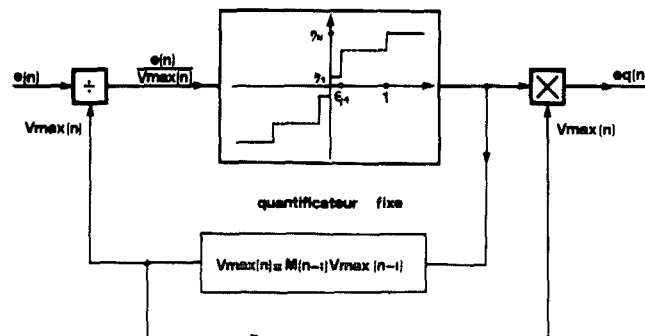 e(n)
÷
e(n)
Vmax(n)
Vmax(n)
1
eq(n)
Vmax(n)
quantificateur fixe
Vmax(n) = M(n-1) Vmax (n-1)